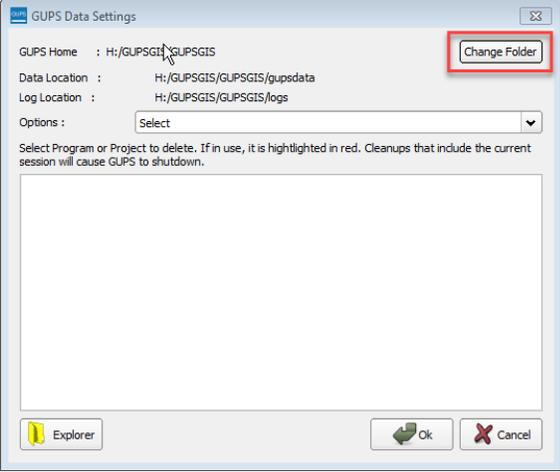 GUPS GUPS Data Settings
GUPS Home : H:/GUPSGIS/GUPSGIS
Change Folder
Data Location : H:/GUPSGIS/GUPSGIS/gupsdata
Log Location : H:/GUPSGIS/GUPSGIS/logs
Options : Select
Select Program or Project to delete. If in use, it is hightlighted in red. Cleanups that include the current
session will cause GUPS to shutdown.
Explorer
Ok
Cancel